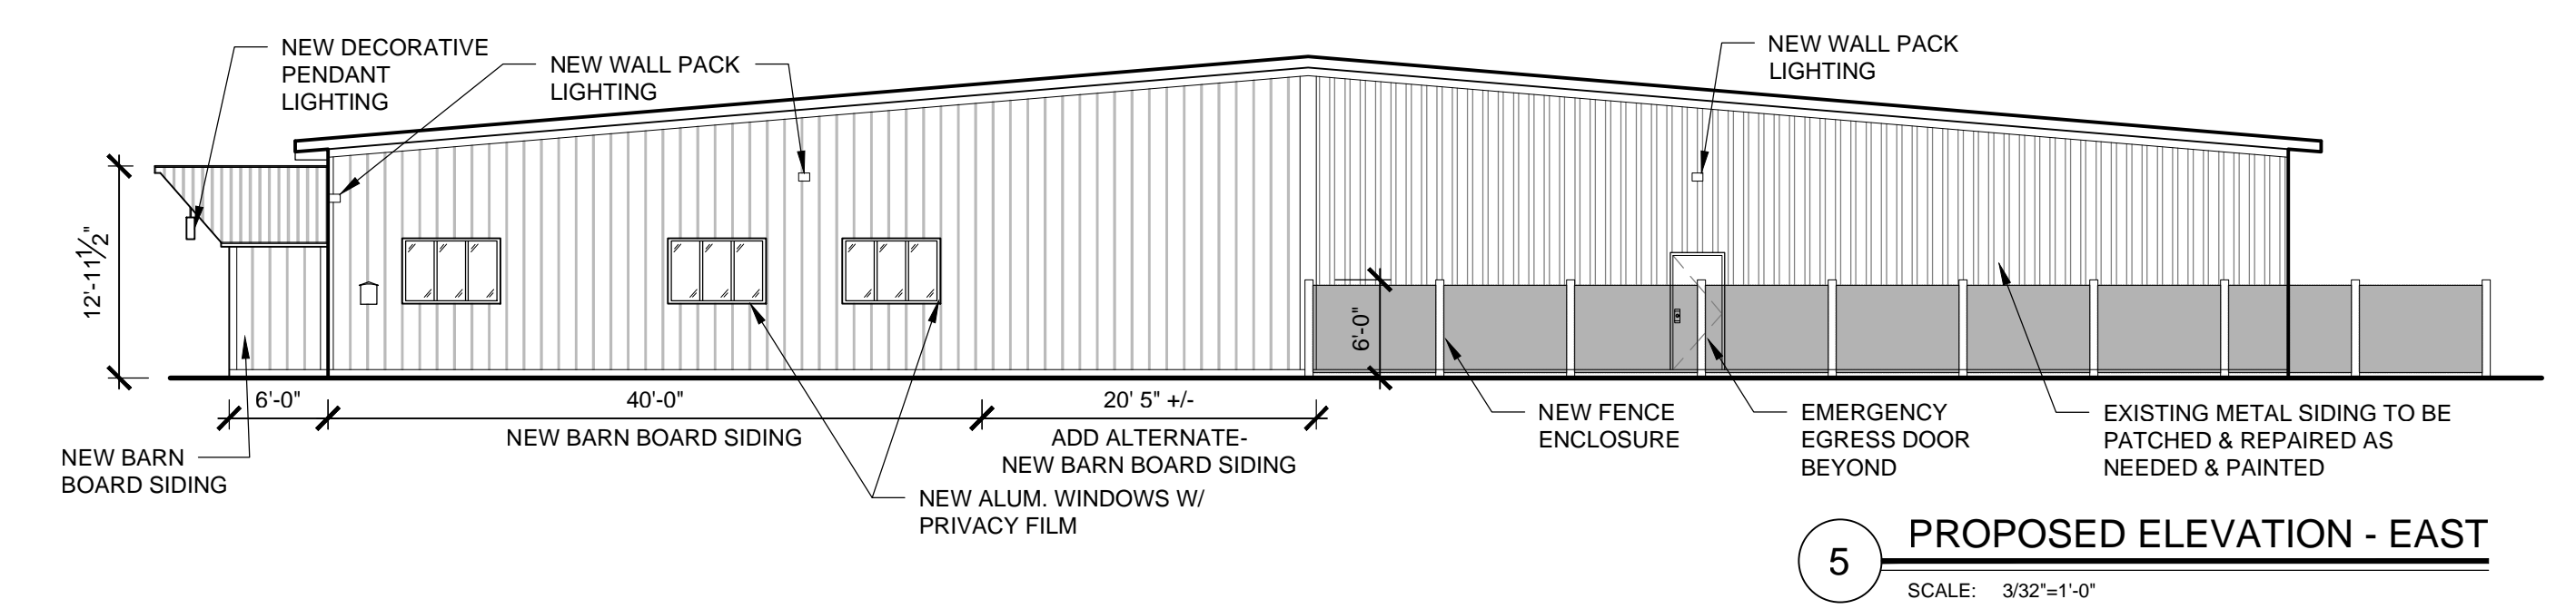 NEW DECORATIVE
PENDANT
LIGHTING
NEW WALL PACK
LIGHTING
NEW WALL PACK
LIGHTING
12'-11 1/2"
6'-0"
6'-0"
40'-0"
20' 5" +/-
NEW BARN BOARD SIDING
ADD ALTERNATE-
NEW BARN BOARD SIDING
NEW BARN
BOARD SIDING
NEW ALUM. WINDOWS W/
PRIVACY FILM
NEW FENCE
ENCLOSURE
EMERGENCY
EGRESS DOOR
BEYOND
EXISTING METAL SIDING TO BE
PATCHED & REPAIRED AS
NEEDED & PAINTED
5
PROPOSED ELEVATION - EAST
SCALE: 3/32"=1'-0"